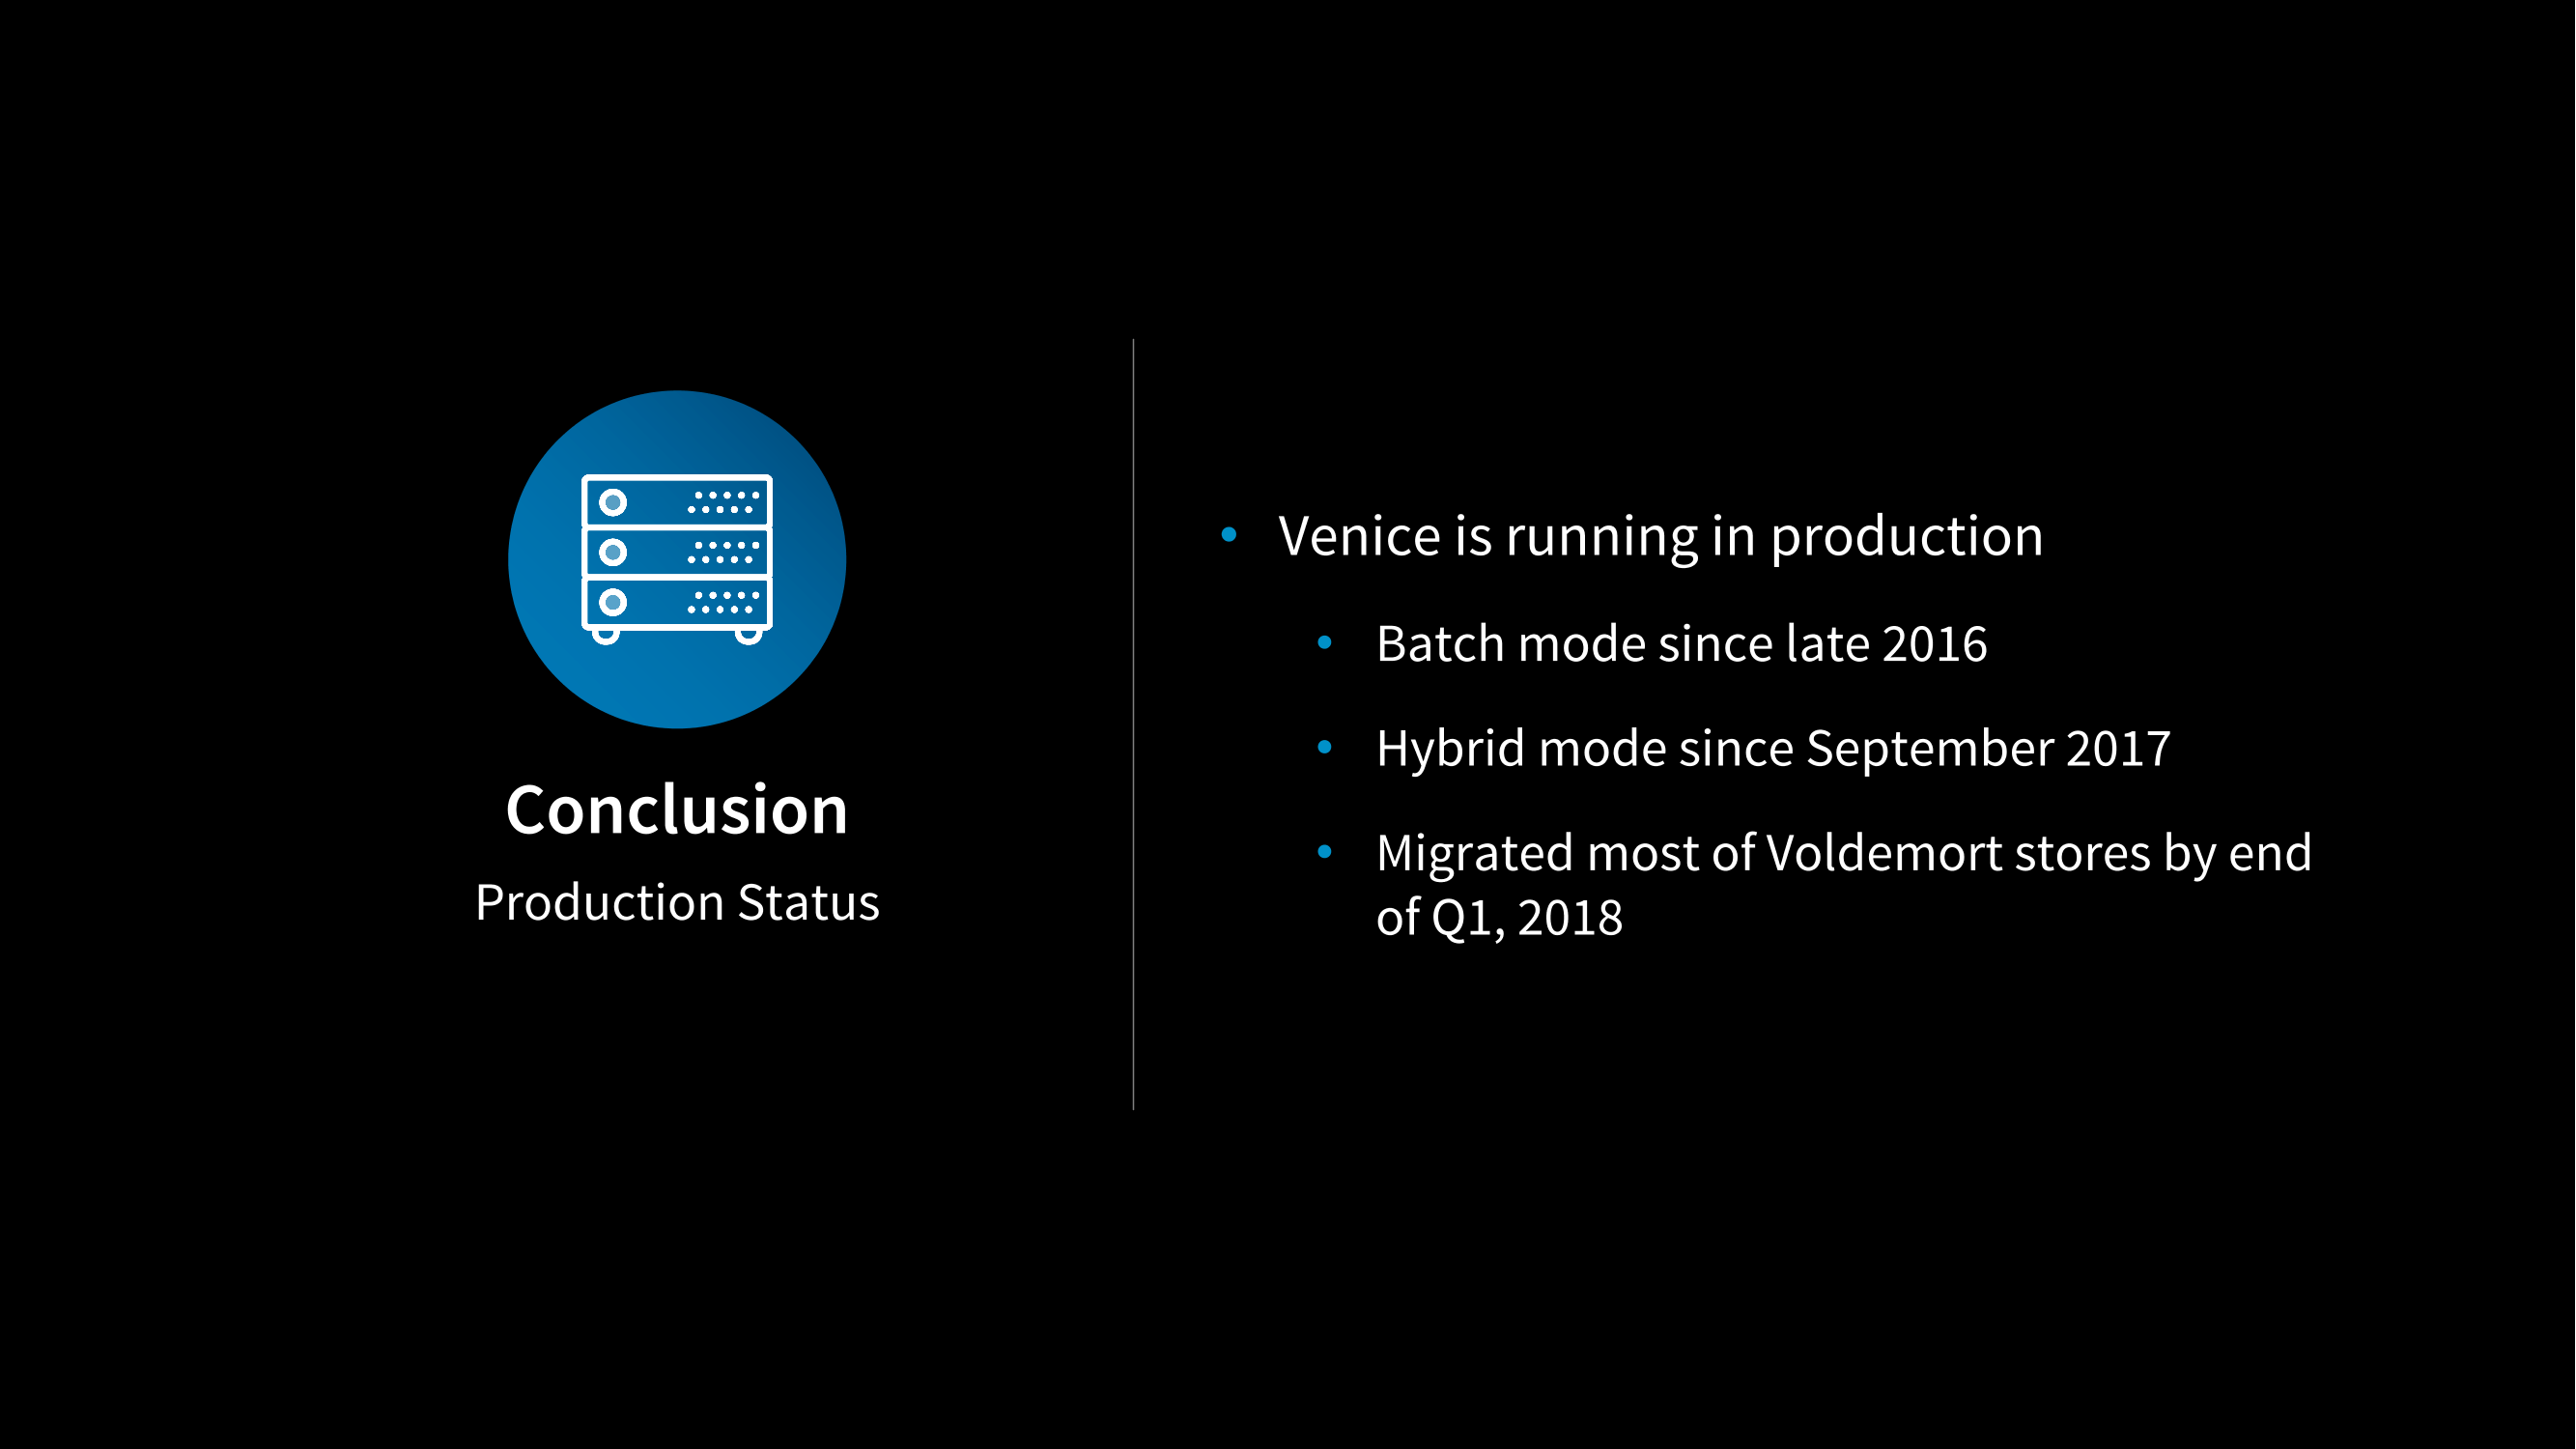 Conclusion
Production Status
• Venice is running in production
• Batch mode since late 2016
• Hybrid mode since September 2017
• Migrated most of Voldemort stores by end
of Q1, 2018